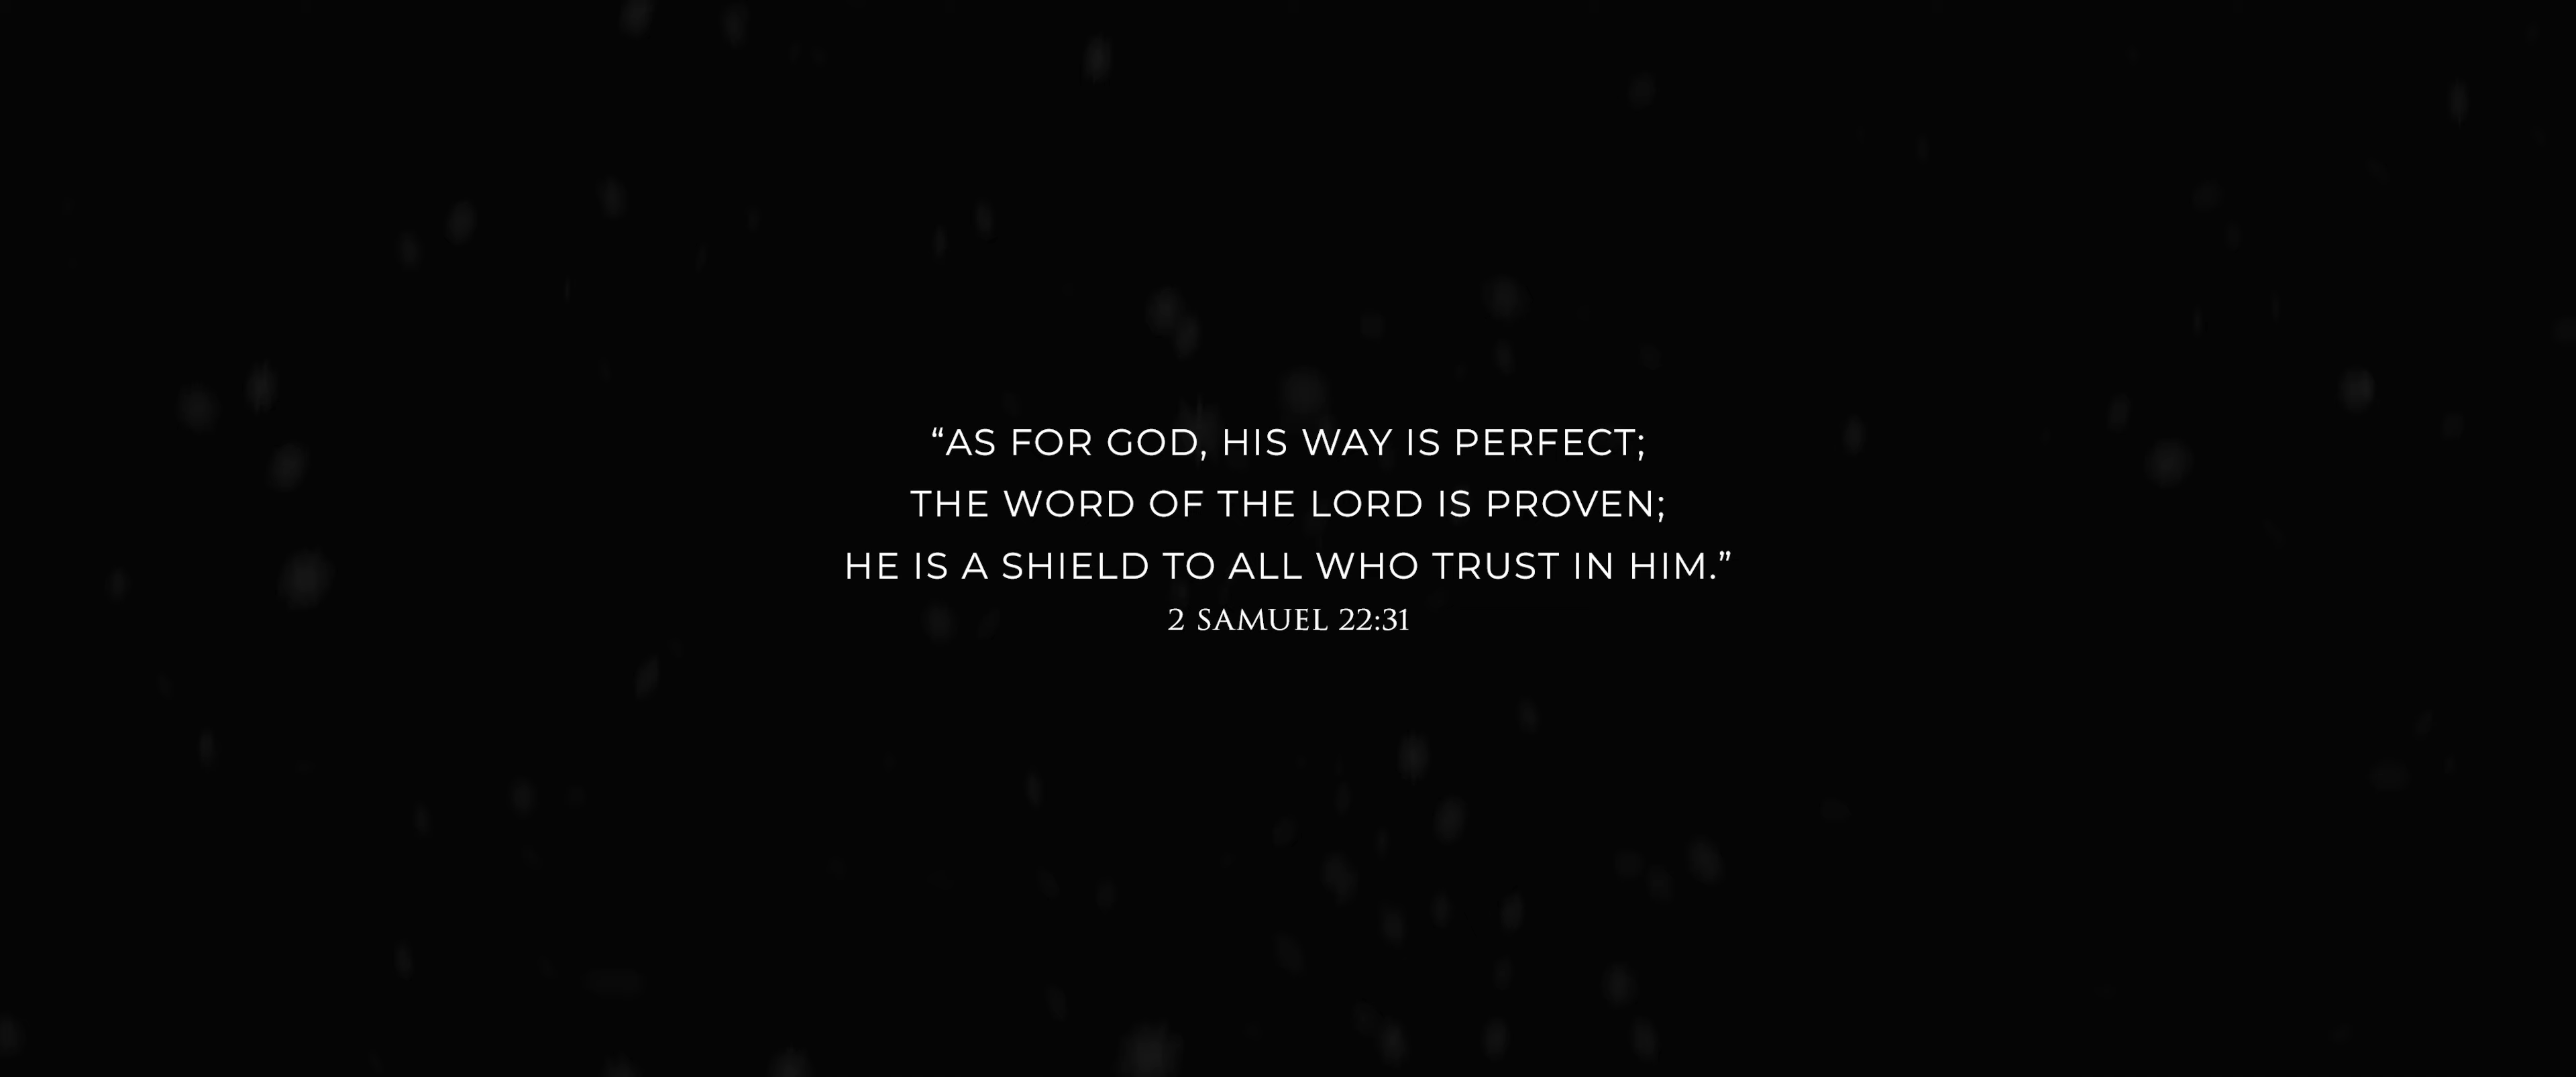 “AS FOR GOD, HIS WAY IS PERFECT;
THE WORD OF THE LORD IS PROVEN;
HE IS A SHIELD TO ALL WHO TRUST IN HIM.”
2 SAMUEL 22:31